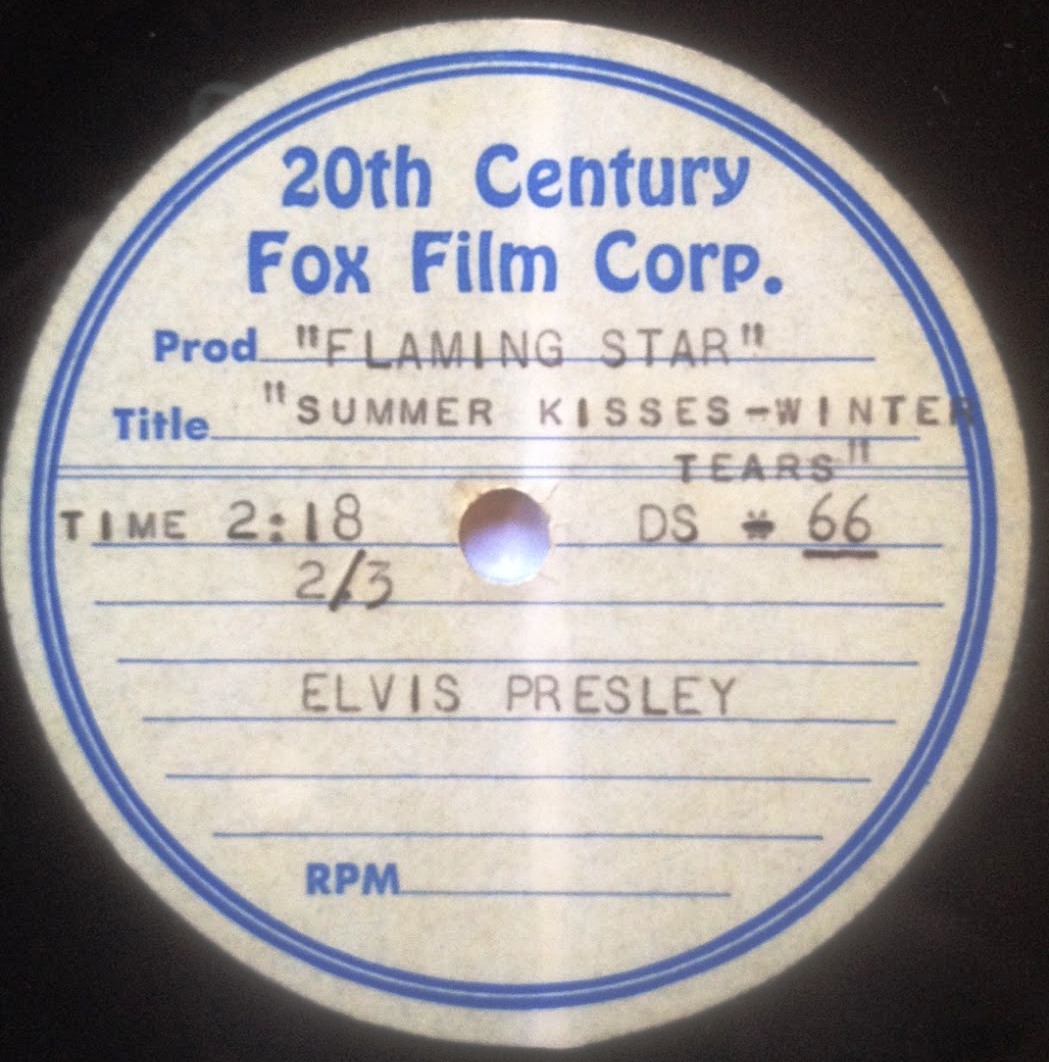 20th Century
Fox Film Corp.
Prod "FLAMING STAR"
Title "SUMMER KISSES-WINTER
TEARS"
TIME 2:18 DS # 66
2/3
ELVIS PRESLEY
RPM